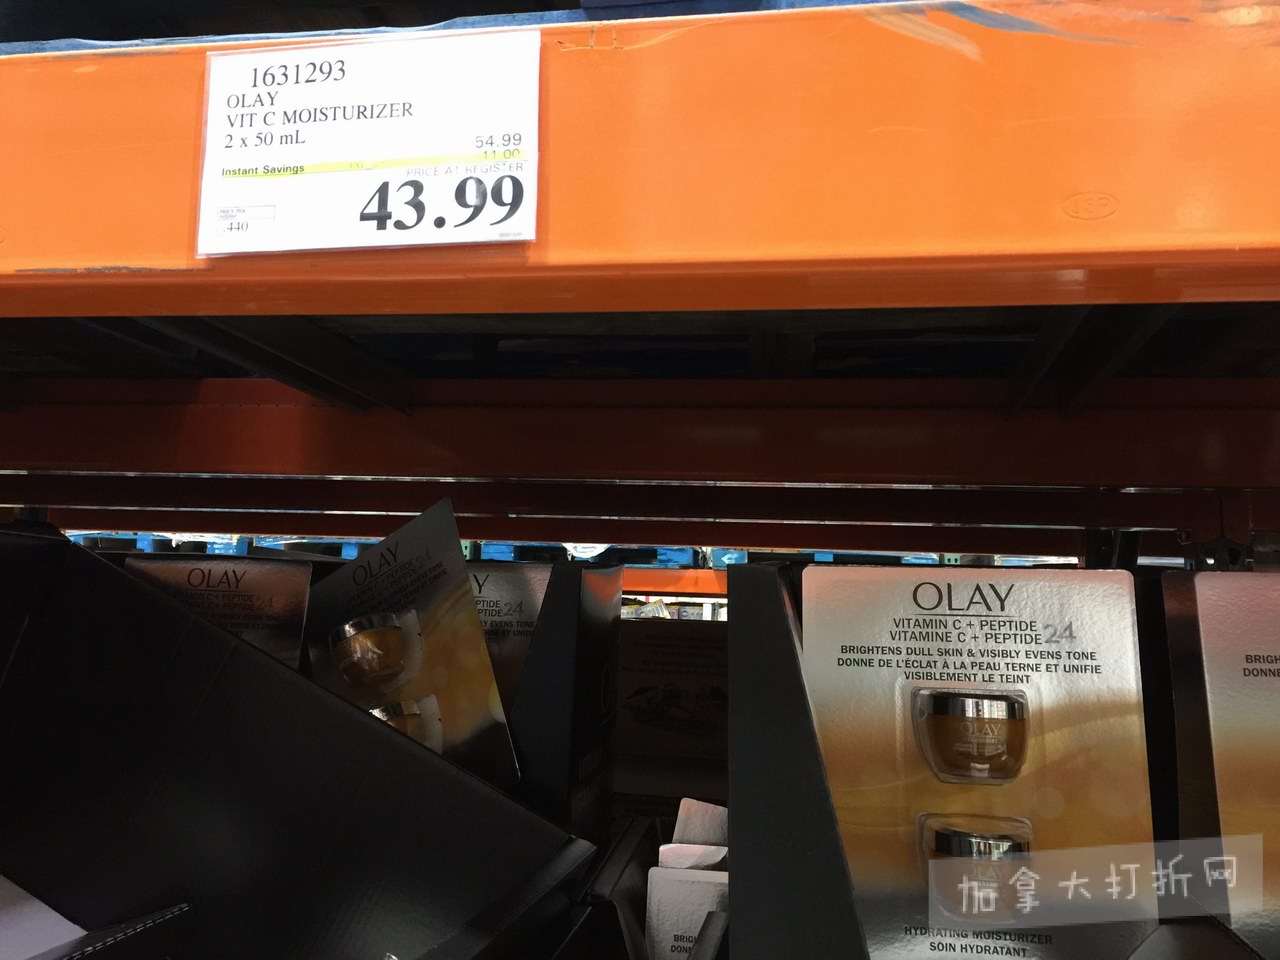 1631293
OLAY
VIT C MOISTURIZER
2 x 50 mL
54.99
11.00
Instant Savings
PRICE AT REGISTER
43.99
.440
OLAY
OLAY
OLAY
VITAMIN C + PEPTIDE
VITAMINE C + PEPTIDE 24
BRIGHTENS DULL SKIN & VISIBLY EVENS TONE
DONNE DE L'ÉCLAT À LA PEAU TERNE ET UNIFIE
VISIBLEMENT LE TEINT
OLAY
HYDRATING MOISTURIZER
SOIN HYDRATANT
加拿大打折网